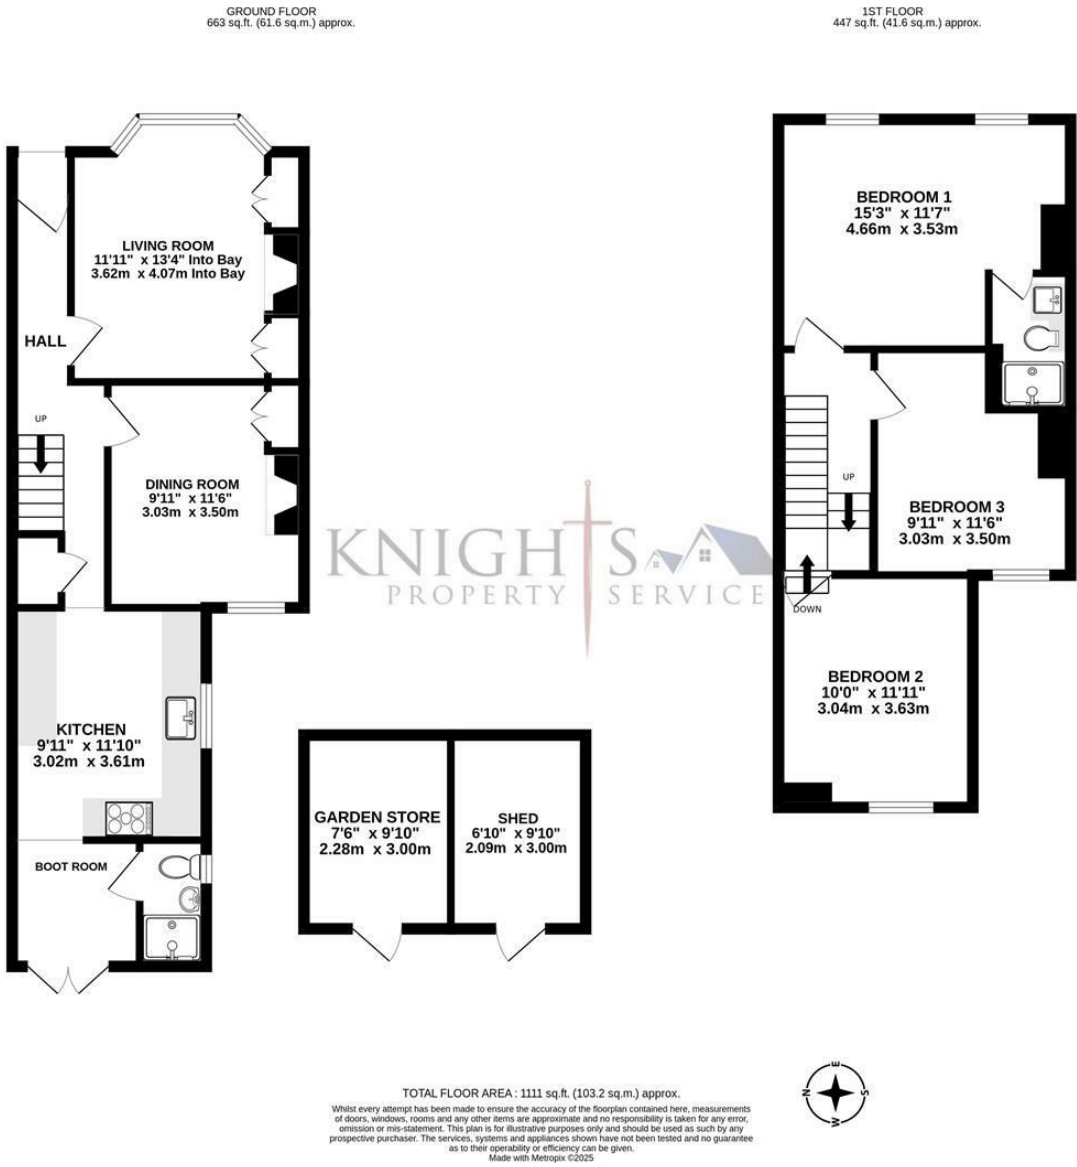 GROUND FLOOR
663 sq.ft. (61.6 sq.m.) approx.
1ST FLOOR
447 sq.ft. (41.6 sq.m.) approx.
LIVING ROOM
11'11" x 13'4" Into Bay
3.62m x 4.07m Into Bay
HALL
UP
DINING ROOM
9'11" x 11'6"
3.03m x 3.50m
KITCHEN
9'11" x 11'10"
3.02m x 3.61m
BOOT ROOM
GARDEN STORE
7'6" x 9'10"
2.28m x 3.00m
SHED
6'10" x 9'10"
2.09m x 3.00m
BEDROOM 1
15'3" x 11'7"
4.66m x 3.53m
UP
BEDROOM 3
9'11" x 11'6"
3.03m x 3.50m
DOWN
BEDROOM 2
10'0" x 11'11"
3.04m x 3.63m
KNIGHTS
PROPERTY SERVICE
N
E
S
W
TOTAL FLOOR AREA : 1111 sq.ft. (103.2 sq.m.) approx.
Whilst every attempt has been made to ensure the accuracy of the floorplan contained here, measurements
of doors, windows, rooms and any other items are approximate and no responsibility is taken for any error,
omission or mis-statement. This plan is for illustrative purposes only and should be used as such by any
prospective purchaser. The services, systems and appliances shown have not been tested and no guarantee
as to their operability or efficiency can be given.
Made with Metropix ©2025